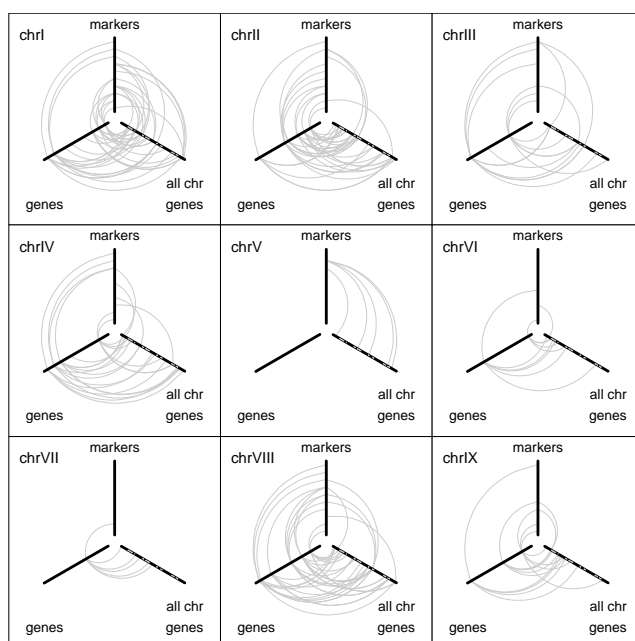 chrI
markers
genes
all chr
genes
chrII
markers
genes
all chr
genes
chrIII
markers
genes
all chr
genes
chrIV
markers
genes
all chr
genes
chrV
markers
genes
all chr
genes
chrVI
markers
genes
all chr
genes
chrVII
markers
genes
all chr
genes
chrVIII
markers
genes
all chr
genes
chrIX
markers
genes
all chr
genes